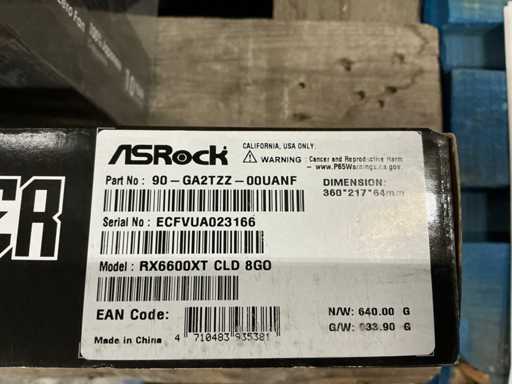 ASRock
CALIFORNIA, USA ONLY:
WARNING : Cancer and Reproductive Harm
- www.P65Warnings.ca.gov
Part No : 90-GA2TZZ-00UANF
DIMENSION:
360*217*64mm
Serial No : ECFVUA023166
Model : RX6600XT CLD 8GO
EAN Code:
4 710483 935381
Made in China
N/W: 640.00 G
G/W: 933.90 G